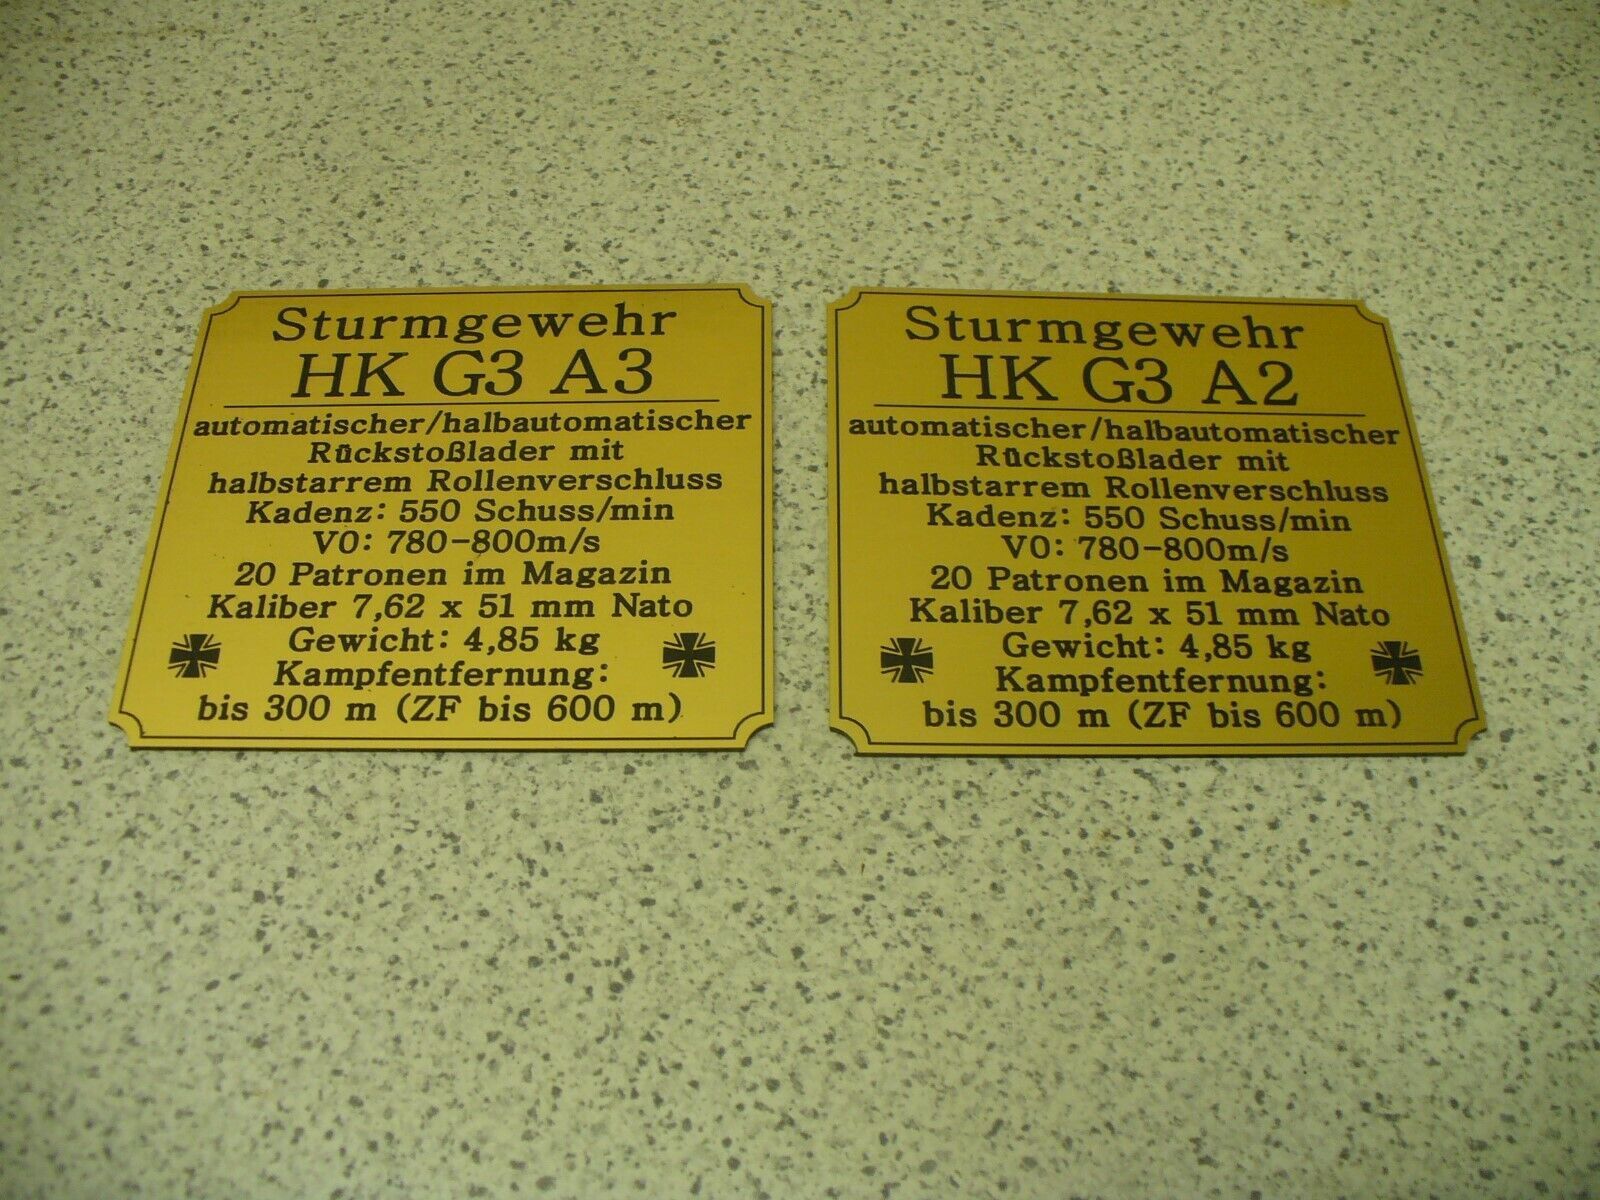 Sturmgewehr
HK G3 A3
automatischer/halbautomatischer
Rückstoßlader mit
halbstarrem Rollenverschluss
Kadenz: 550 Schuss/min
V0: 780-800m/s
20 Patronen im Magazin
Kaliber 7,62 x 51 mm Nato
Gewicht: 4,85 kg
Kampfentfernung:
bis 300 m (ZF bis 600 m)
Sturmgewehr
HK G3 A2
automatischer/halbautomatischer
Rückstoßlader mit
halbstarrem Rollenverschluss
Kadenz: 550 Schuss/min
V0: 780-800m/s
20 Patronen im Magazin
Kaliber 7,62 x 51 mm Nato
Gewicht: 4,85 kg
Kampfentfernung:
bis 300 m (ZF bis 600 m)